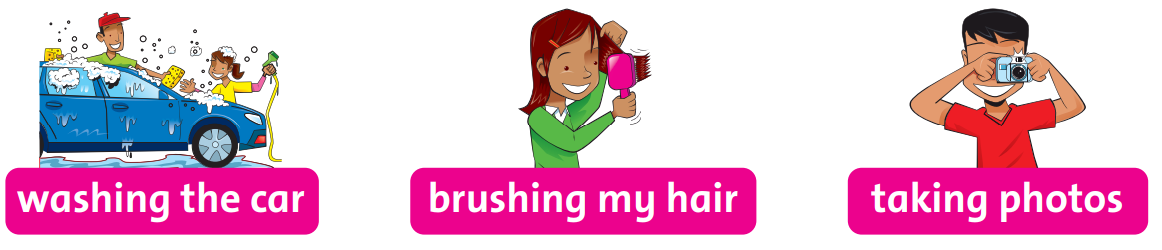 washing the car
brushing my hair
taking photos